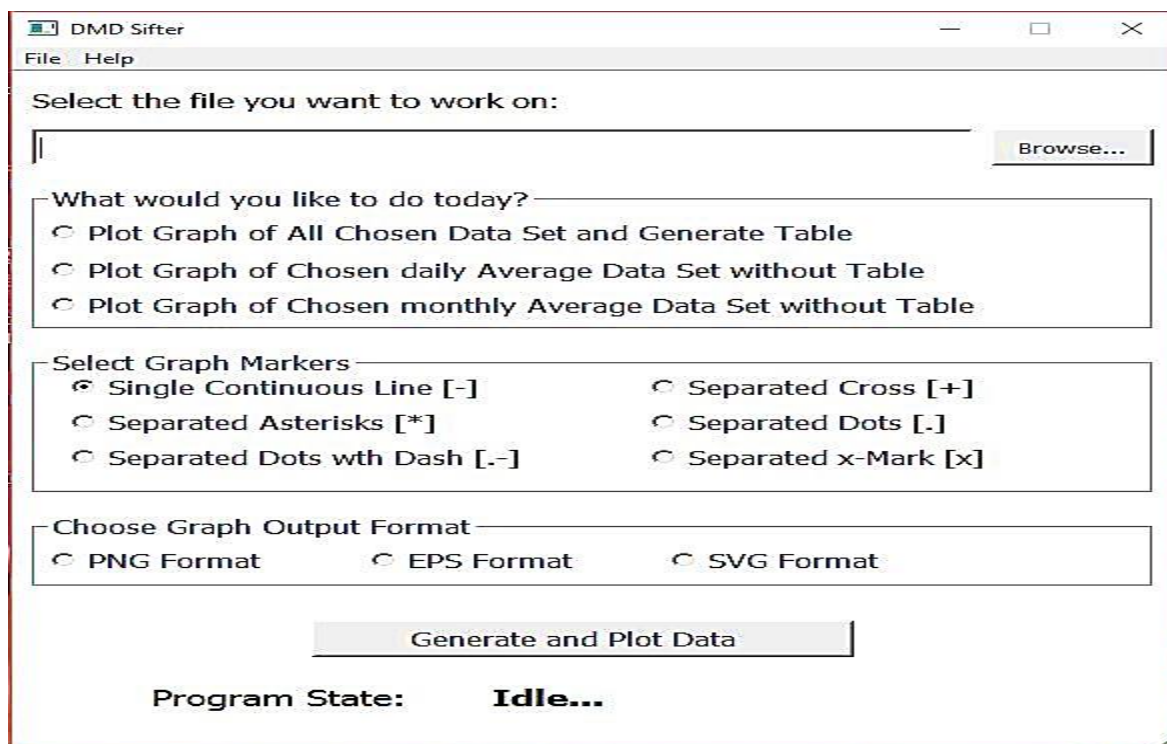 DMD Sifter
File Help
Select the file you want to work on:
Browse...
What would you like to do today?
Plot Graph of All Chosen Data Set and Generate Table
Plot Graph of Chosen daily Average Data Set without Table
Plot Graph of Chosen monthly Average Data Set without Table
Select Graph Markers
Single Continuous Line [-] Separated Cross [+]
Separated Asterisks [*] Separated Dots [.]
Separated Dots wth Dash [.-] Separated x-Mark [x]
Choose Graph Output Format
PNG Format EPS Format SVG Format
Generate and Plot Data
Program State: Idle...